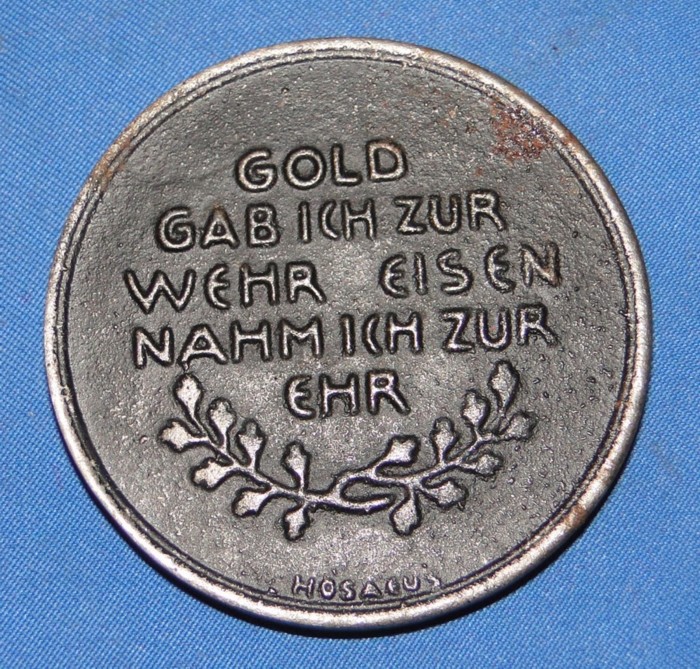 GOLD
GAB ICH ZUR
WEHR EISEN
NAHM ICH ZUR
EHR
HOSAEUS